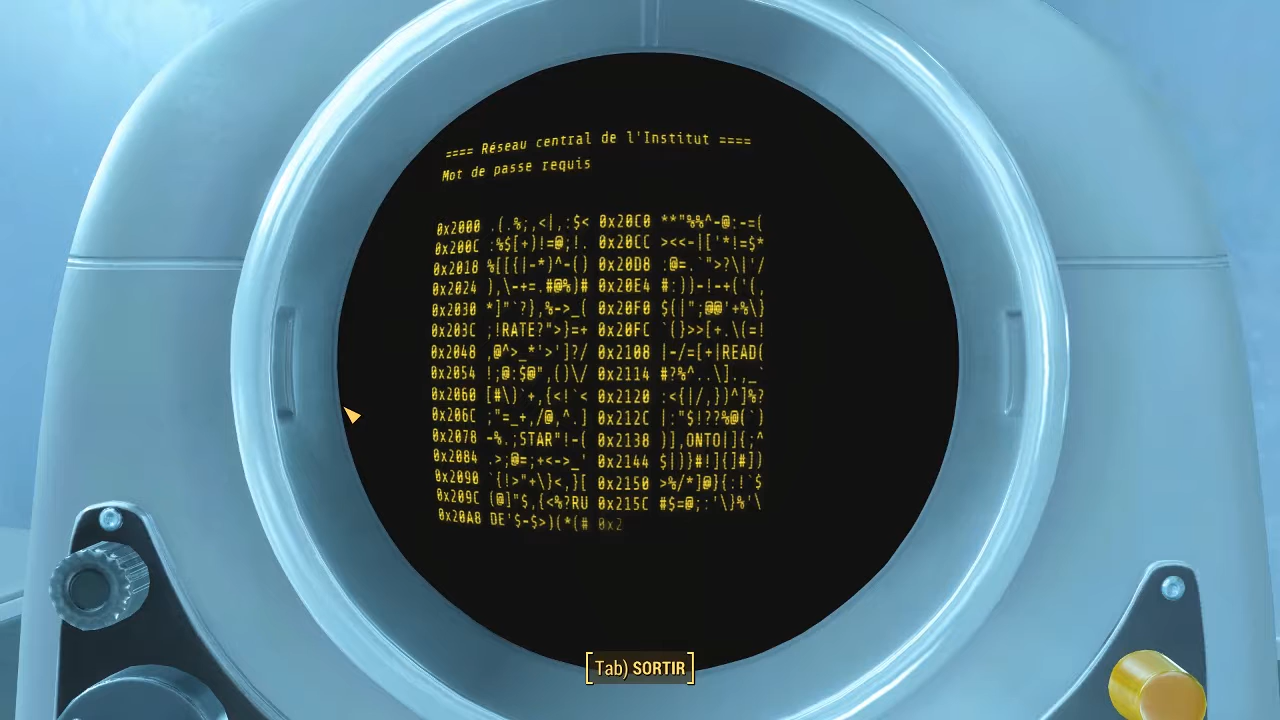 ==== Réseau central de l'Institut ====
Mot de passe requis
0x2000 .(.%;,<|,:$< 0x20C0 **"%%^-@:-=(
0x200C :%$[+)!=@;!. 0x20CC ><<-|['*!=$*
0x2018 %[[{|-*)^-() 0x20D8 :@=.`">?\|'/
0x2024 ),\-+=.#@%)# 0x20E4 #:))-!-+('(,
0x2030 *]"`?},%->_( 0x20F0 $(|";@@'+%\}
0x203C ;!RATE?">}=+ 0x20FC `(}>>[+.\(=!
0x2048 ,@^>_*'>']?/ 0x2108 |-/=[+|READ(
0x2054 !;@:$@",()\/ 0x2114 #?%^..\].,_`
0x2060 [#\)`+,{<!`< 0x2120 :<{|/,})^]%?
0x206C ;"=_+,/@,^.] 0x212C |:"$!???%@(`)
0x2078 -%.;STAR"!-( 0x2138 )],ONTO|]{;^
0x2084 .>;@=;+<->_' 0x2144 $|)}#!]{]#])
0x2090 `{!>"+\}<,}[ 0x2150 >%/*]@}{:!`$
0x209C (@]"$,{<%?RU 0x215C #$=@;:'\}%'\
0x20A8 DE'$-$>)(*(# 0x2
Tab) SORTIR